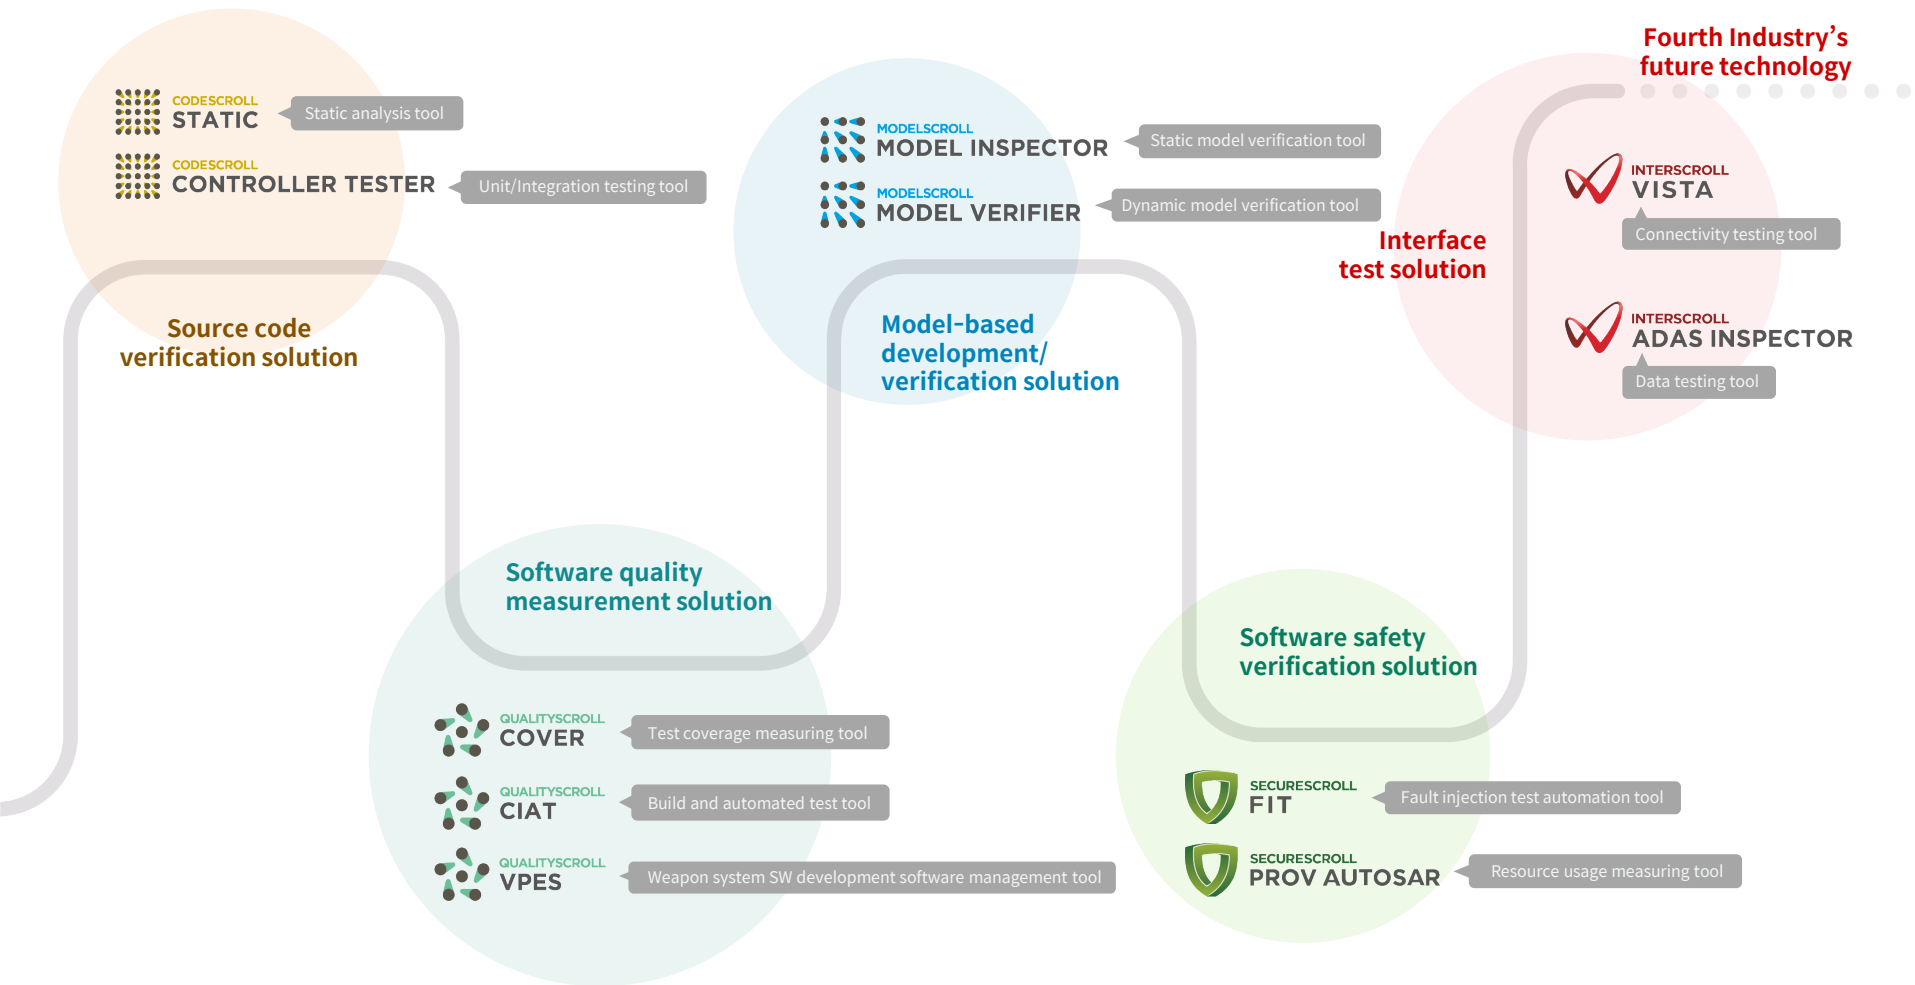 CODESCROLL
STATIC
Static analysis tool
CODESCROLL
CONTROLLER TESTER
Unit/Integration testing tool
Source code
verification solution
Software quality
measurement solution
QUALITYSCROLL
COVER
Test coverage measuring tool
QUALITYSCROLL
CIAT
Build and automated test tool
QUALITYSCROLL
VPES
Weapon system SW development software management tool
MODELSCROLL
MODEL INSPECTOR
Static model verification tool
MODELSCROLL
MODEL VERIFIER
Dynamic model verification tool
Model-based
development/
verification solution
Software safety
verification solution
SECURESCROLL
FIT
Fault injection test automation tool
SECURESCROLL
PROV AUTOSAR
Resource usage measuring tool
Interface
test solution
INTERSCROLL
VISTA
Connectivity testing tool
INTERSCROLL
ADAS INSPECTOR
Data testing tool
Fourth Industry’s
future technology